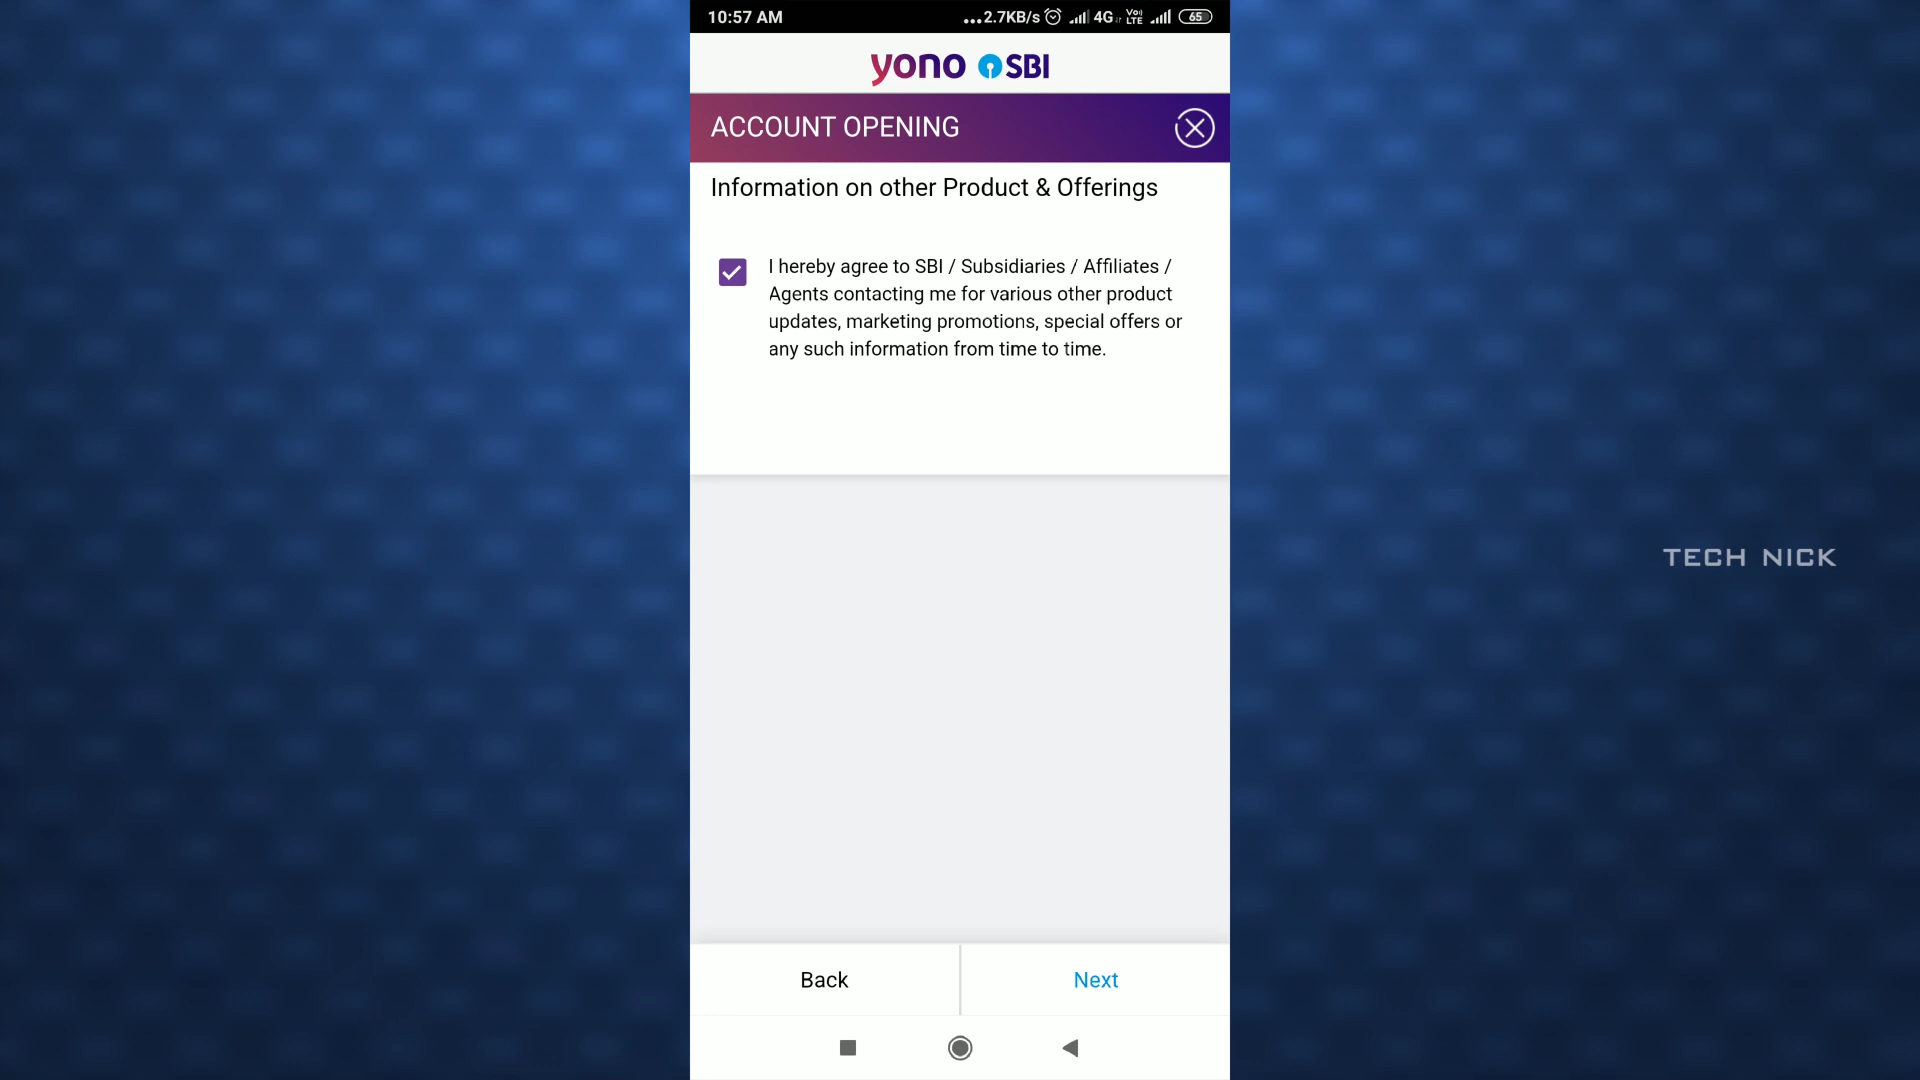 10:57 AM
...2.7KB/s 4G Vo) LTE 65
yono SBI
ACCOUNT OPENING
Information on other Product & Offerings
I hereby agree to SBI / Subsidiaries / Affiliates /
Agents contacting me for various other product
updates, marketing promotions, special offers or
any such information from time to time.
TECH NICK
Back
Next